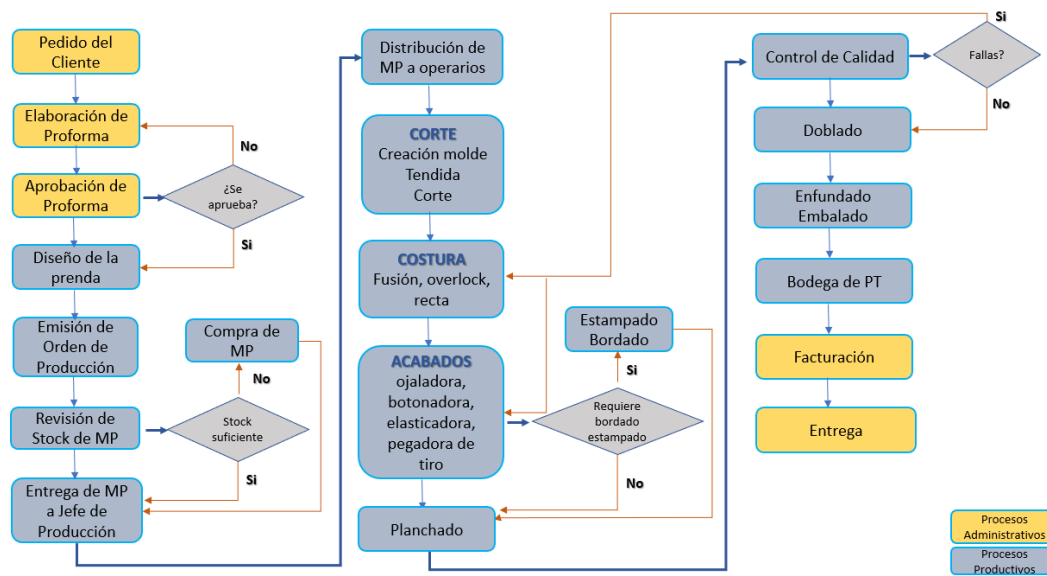 Pedido del
Cliente
Elaboración de
Proforma
No
Aprobación de
Proforma
¿Se
aprueba?
Si
Diseño de la
prenda
Emisión de
Orden de
Producción
Compra de
MP
No
Revisión de
Stock de MP
Stock
suficiente
Si
Entrega de MP
a Jefe de
Producción
Distribución de
MP a operarios
CORTE
Creación molde
Tendida
Corte
COSTURA
Fusión, overlock,
recta
Estampado
Bordado
Si
ACABADOS
ojaladora,
botonadora,
elasticadora,
pegadora de
tiro
Requiere
bordado
estampado
No
Planchado
Si
Control de Calidad
Fallas?
No
Doblado
Enfundado
Embalado
Bodega de PT
Facturación
Entrega
Procesos
Administrativos
Procesos
Productivos